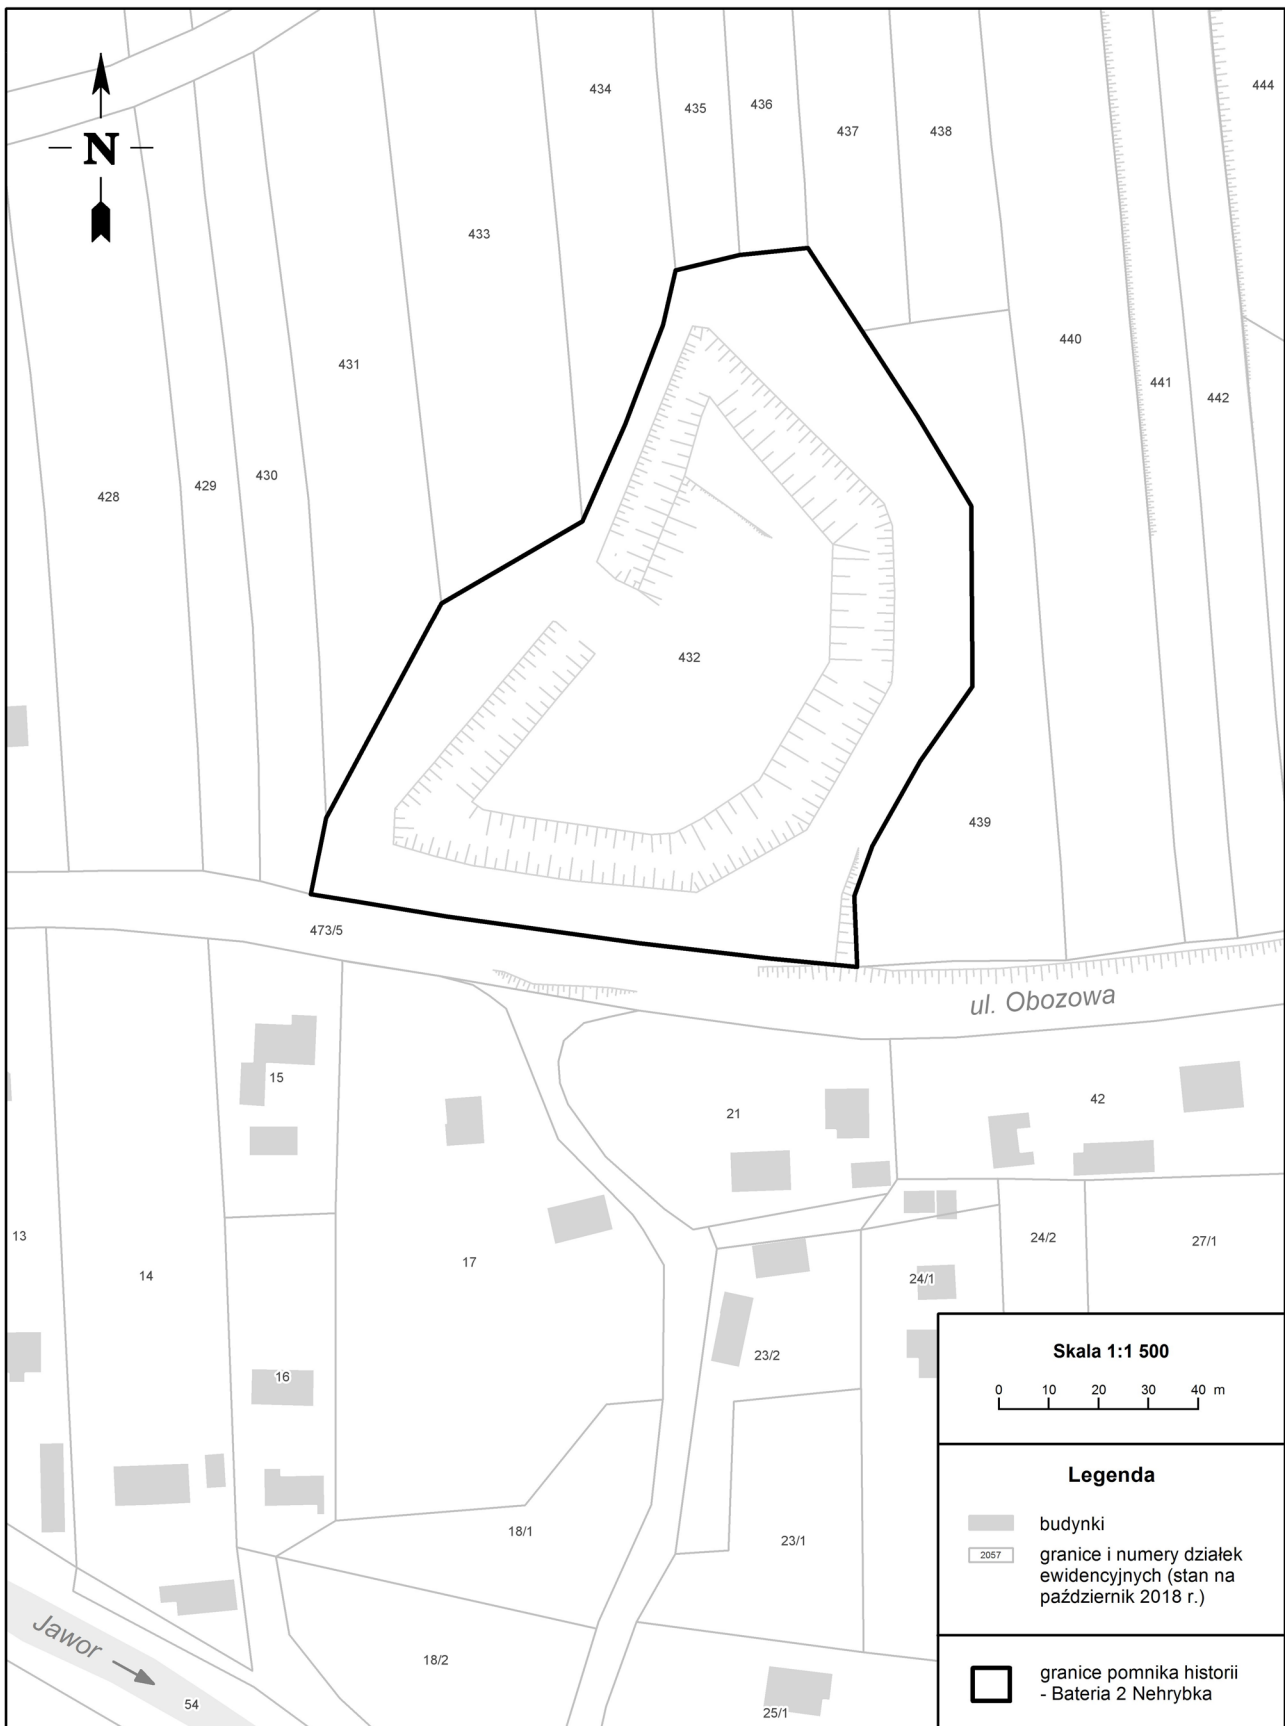 434
435
436
437
438
444
N
433
431
440
441
442
430
429
428
432
439
473/5
ul. Obozowa
15
21
42
13
14
17
24/2
27/1
24/1
23/2
16
18/1
23/1
18/2
25/1
Jawor
54
Skala 1:1 500
0 10 20 30 40 m
Legenda
budynki
2057
granice i numery działek
ewidencyjnych (stan na
październik 2018 r.)
granice pomnika historii
- Bateria 2 Nehrybka